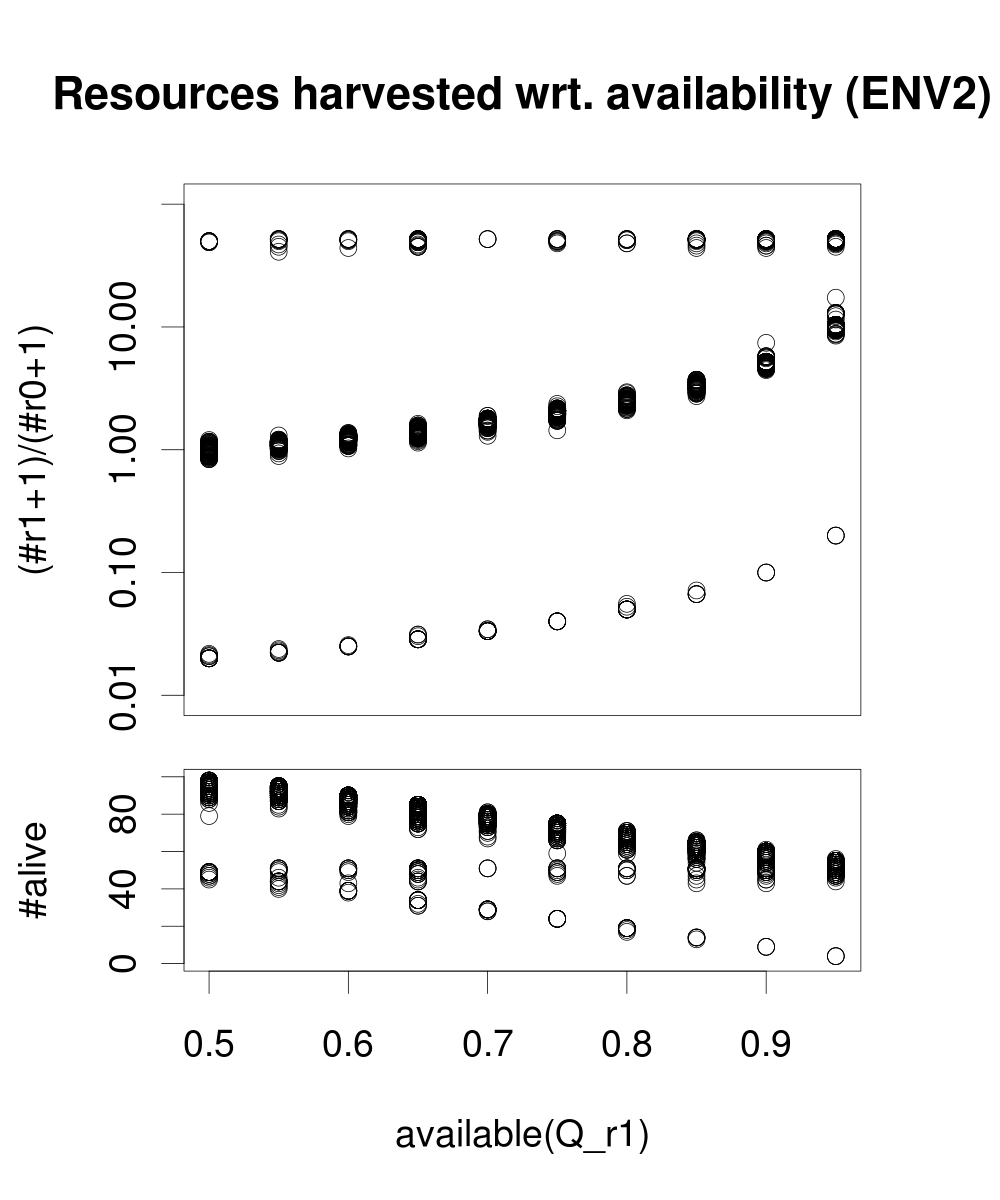 Resources harvested wrt. availability (ENV2)
(#r1+1)/(#r0+1)
10.00
1.00
0.10
0.01
#alive
80
40
0
0.5 0.6 0.7 0.8 0.9
available(Q_r1)